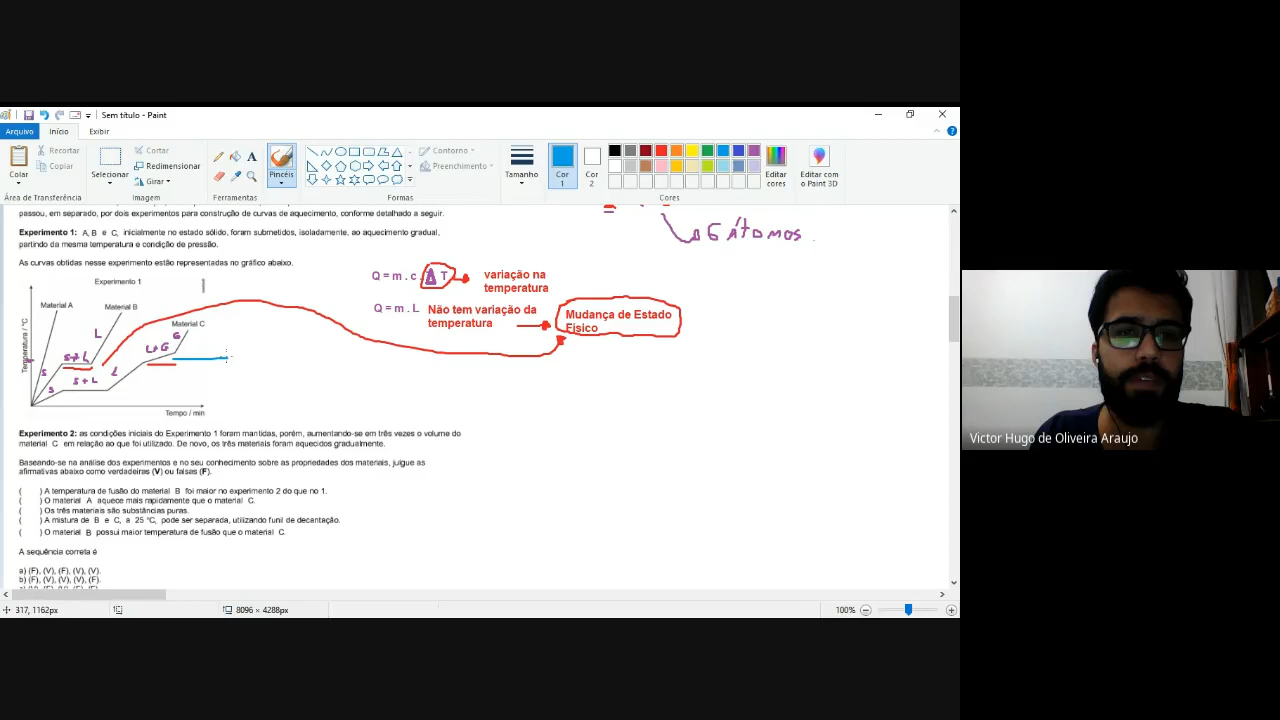 Sem título - Paint
Arquivo Início Exibir
Colar
Recortar
Copiar
Área de Transferência
Selecionar
Cortar
Redimensionar
Girar
Imagem
A
Ferramentas
Pincéis
Contorno
Preenchimento
Formas
Tamanho
Cor 1
Cor 2
Editar cores
Cores
Editar com o Paint 3D
passou, em separado, por dois experimentos para construção de curvas de aquecimento, conforme detalhado a seguir.
Experimento 1: A, B e C, inicialmente no estado sólido, foram submetidos, isoladamente, ao aquecimento gradual,
partindo da mesma temperatura e condição de pressão.
As curvas obtidas nesse experimento estão representadas no gráfico abaixo.
6 átomos
Experimento 1
Material A
Material B
Material C
Temperatura / °C
Tempo / min
S
S+L
L
S
S+L
L
L+G
G
Q = m . c . Δ T
variação na
temperatura
Q = m . L
Não tem variação da
temperatura
Mudança de Estado
Físico
Experimento 2: as condições iniciais do Experimento 1 foram mantidas, porém, aumentando-se em três vezes o volume do
material C em relação ao que foi utilizado. De novo, os três materiais foram aquecidos gradualmente.
Baseando-se na análise dos experimentos e no seu conhecimento sobre as propriedades dos materiais, julgue as
afirmativas abaixo como verdadeiras (V) ou falsas (F).
( ) A temperatura de fusão do material B foi maior no experimento 2 do que no 1.
( ) O material A aquece mais rapidamente que o material C.
( ) Os três materiais são substâncias puras.
( ) A mistura de B e C, a 25 °C, pode ser separada, utilizando funil de decantação.
( ) O material B possui maior temperatura de fusão que o material C.
A sequência correta é
a) (F), (V), (F), (V), (V).
b) (F), (V), (V), (V), (F).
317, 1162px
8096 × 4288px
100%
Victor Hugo de Oliveira Araujo